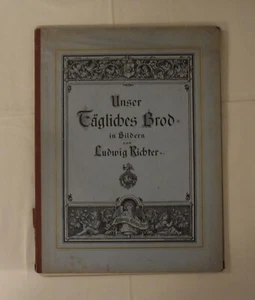 Unser
Tägliches Brod
in Bildern
von
Ludwig Richter